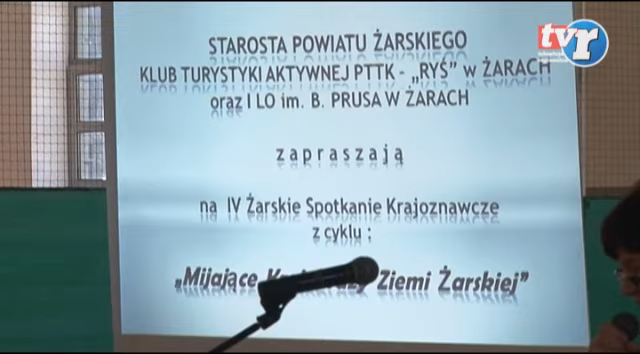 tvr
STAROSTA POWIATU ŻARSKIEGO
KLUB TURYSTYKI AKTYWNEJ PTTK - „RYŚ” w ŻARACH
oraz I LO im. B. PRUSA W ŻARACH
zapraszają
na IV Żarskie Spotkanie Krajoznawcze
z cyklu :
„Mijające Ziemi Żarskiej”